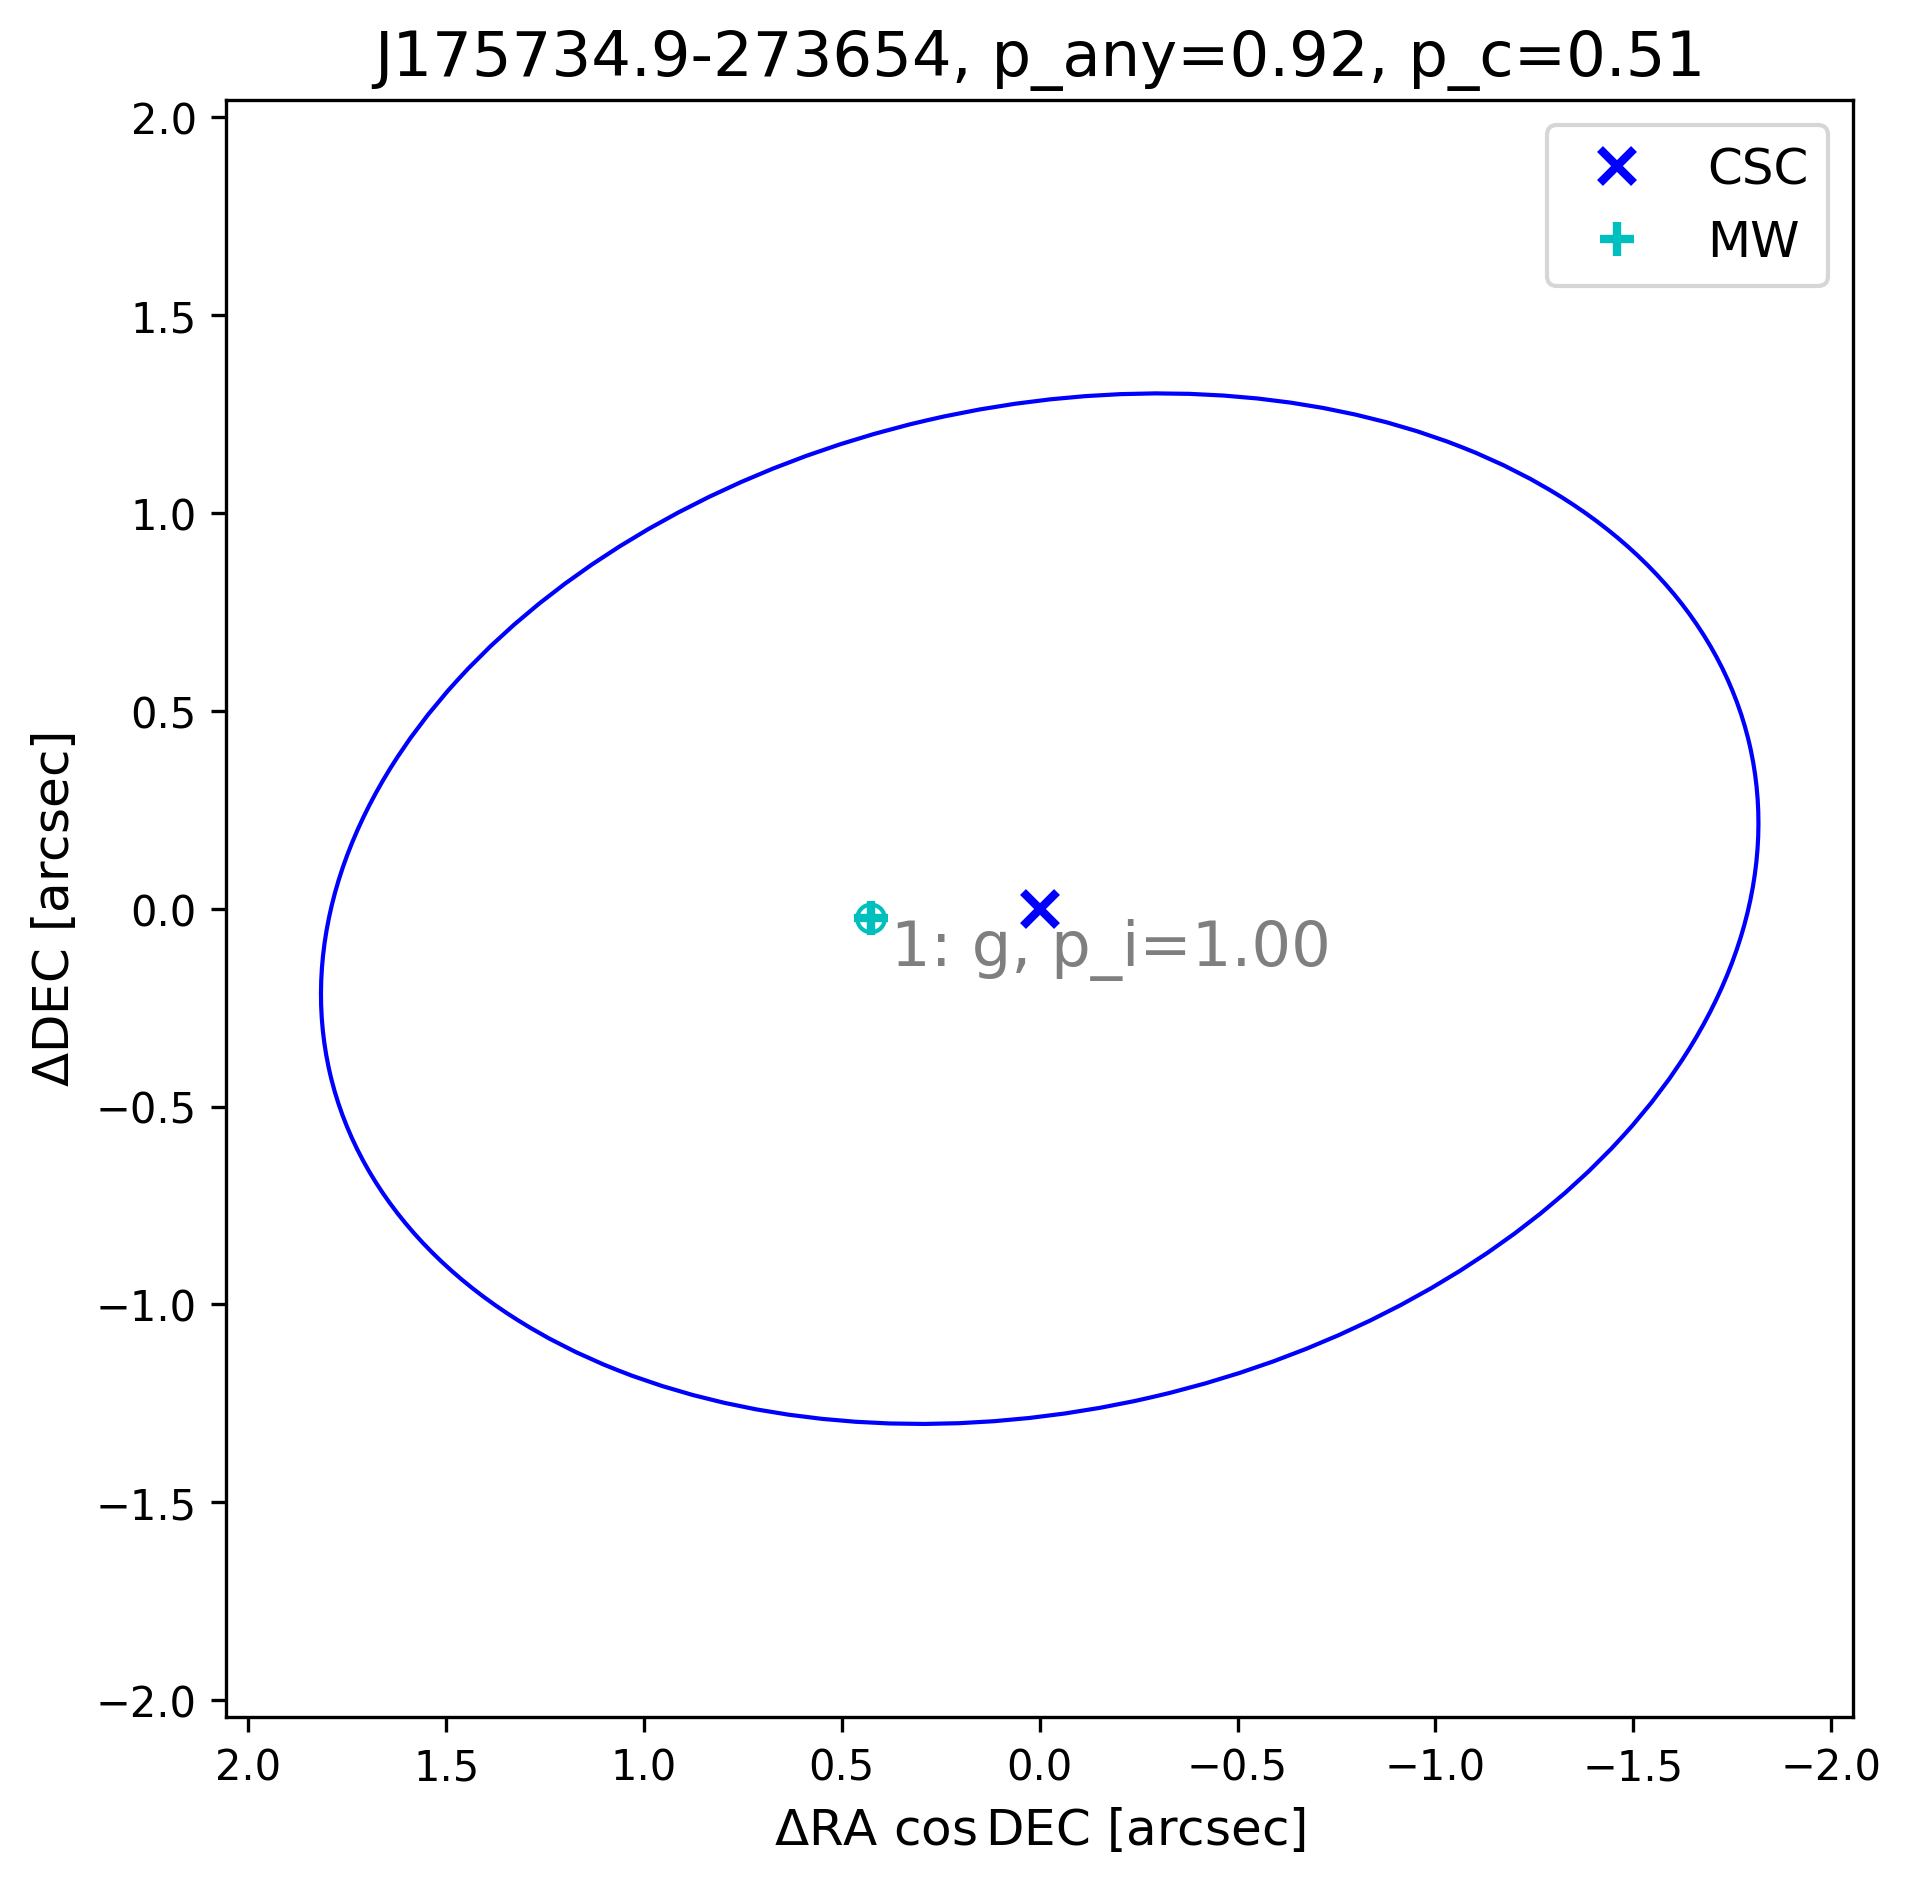 J175734.9-273654, p_any=0.92, p_c=0.51
CSC
MW
2.0
1.5
1.0
0.5
0.0
−0.5
−1.0
−1.5
−2.0
ΔDEC [arcsec]
1: g, p_i=1.00
2.0 1.5 1.0 0.5 0.0 −0.5 −1.0 −1.5 −2.0
ΔRA cos DEC [arcsec]